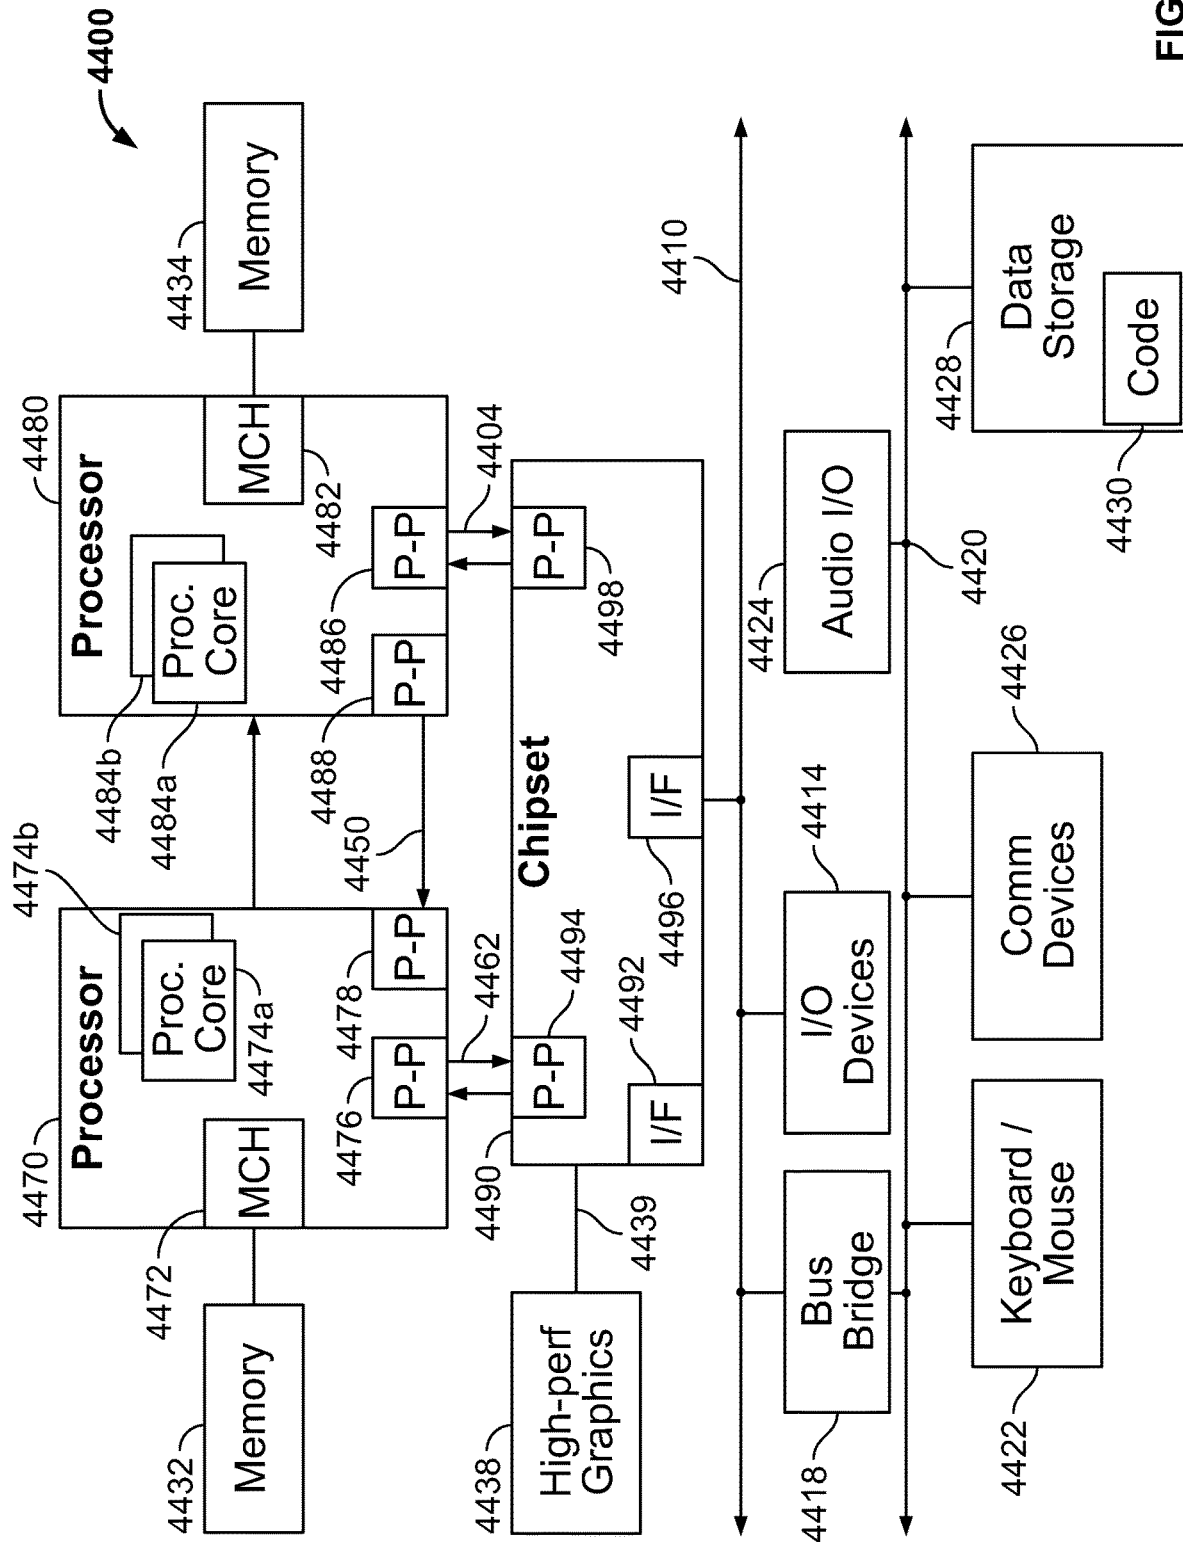 4400
4470
Processor
4474b
4480
Processor
4432
Memory
4472
MCH
Proc.
Core
4474a
4484b
4484a
Proc.
Core
MCH
4482
4434
Memory
4476
P-P
4478
P-P
4450
4488
P-P
4486
P-P
4438
High-perf
Graphics
4439
4490
4462
P-P
4494
Chipset
4404
P-P
4498
I/F
4492
I/F
4496
4410
4418
Bus
Bridge
I/O
Devices
4414
4424
Audio I/O
4420
4422
Keyboard /
Mouse
Comm
Devices
4426
4428
Data
Storage
4430
Code
FIG